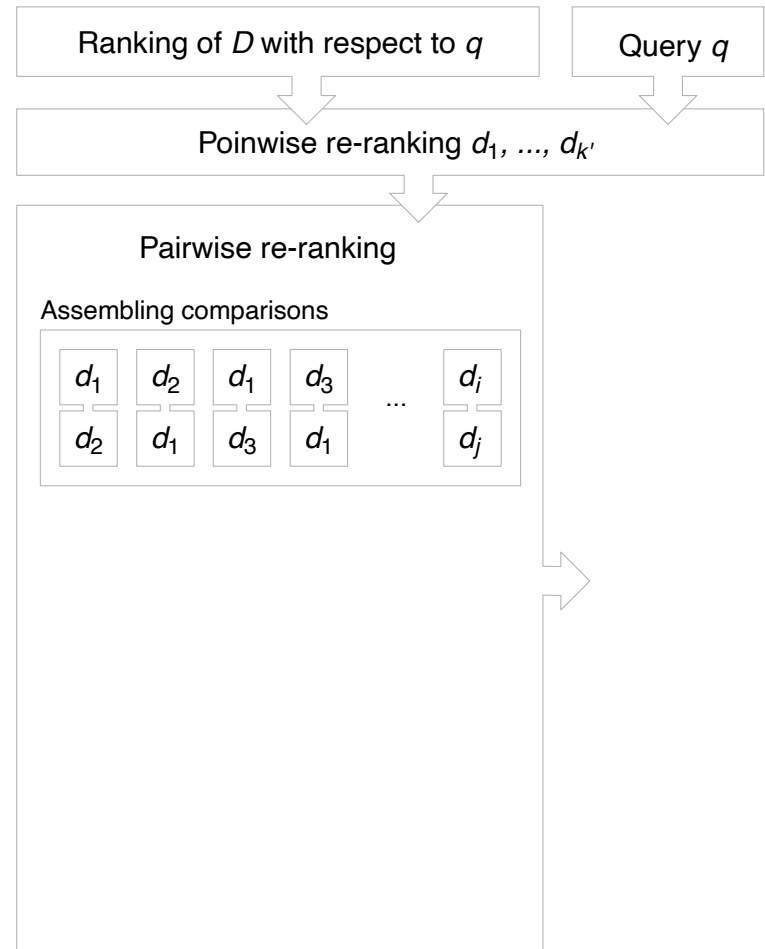 Ranking of D with respect to q
Query q
Poinwise re-ranking d1, ..., dk'
Pairwise re-ranking
Assembling comparisons
d1 d2 d1 d3 ... di
d2 d1 d3 d1 dj